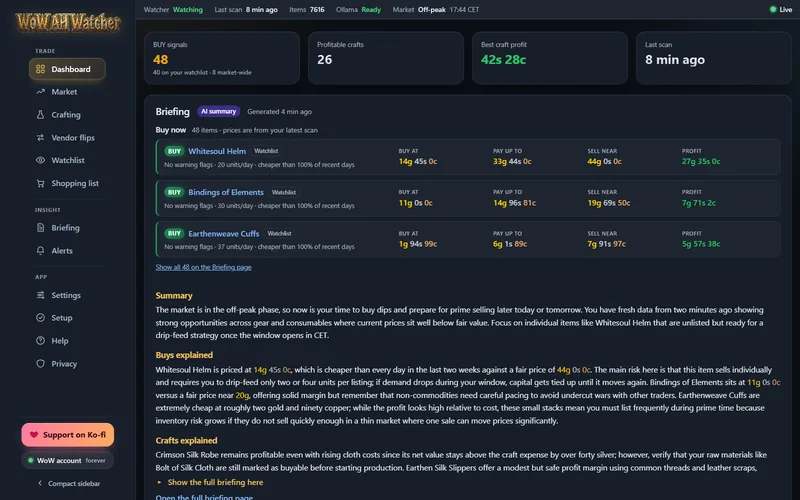 WoW AH Watcher
Watcher Watching Last scan 8 min ago Items 7616 Ollama Ready Market Off-peak 17:44 CET Live
TRADE
Dashboard
Market
Crafting
Vendor flips
Watchlist
Shopping list
INSIGHT
Briefing
Alerts
APP
Settings
Setup
Help
Privacy
Support on Ko-fi
WoW account forever
Compact sidebar
BUY signals
48
40 on your watchlist · 8 market-wide
Profitable crafts
26
Best craft profit
42s 28c
Last scan
8 min ago
Briefing AI summary Generated 4 min ago
Buy now 48 items · prices are from your latest scan
BUY Whitesoul Helm Watchlist
No warning flags · 20 units/day · cheaper than 100% of recent days
BUY AT
14g 45s 0c
PAY UP TO
33g 44s 0c
SELL NEAR
44g 0s 0c
PROFIT
27g 35s 0c
BUY Bindings of Elements Watchlist
No warning flags · 30 units/day · cheaper than 100% of recent days
BUY AT
11g 0s 0c
PAY UP TO
14g 96s 81c
SELL NEAR
19g 69s 50c
PROFIT
7g 71s 2c
BUY Earthenweave Cuffs Watchlist
No warning flags · 37 units/day · cheaper than 100% of recent days
BUY AT
1g 94s 99c
PAY UP TO
6g 1s 89c
SELL NEAR
7g 91s 97c
PROFIT
5g 57s 38c
Show all 48 on the Briefing page
Summary
The market is in the off-peak phase, so now is your time to buy dips and prepare for prime selling later today or tomorrow. You have fresh data from two minutes ago showing
strong opportunities across gear and consumables where current prices sit well below fair value. Focus on individual items like Whitesoul Helm that are unlisted but ready for a
drip-feed strategy once the window opens in CET.
Buys explained
Whitesoul Helm is priced at 14g 45s 0c, which is cheaper than every day in the last two weeks against a fair price of 44g 0s 0c. The main risk here is that this item sells individually
and requires you to drip-feed only two or four units per listing; if demand drops during your window, capital gets tied up until it moves again. Bindings of Elements sits at 11g 0s 0c
versus a fair price near 20g, offering solid margin but remember that non-commodities need careful pacing to avoid undercut wars with other traders. Earthenweave Cuffs are
extremely cheap at roughly two gold and ninety copper; while the profit looks high relative to cost, these small stacks mean you must list frequently during prime time because
inventory risk grows if they do not sell quickly enough in a thin market where one sale can move prices significantly.
Crafts explained
Crimson Silk Robe remains profitable even with rising cloth costs since its net value stays above the craft expense by over forty silver; however, verify that your raw materials like
Bolt of Silk Cloth are still marked as buyable before starting production. Earthen Silk Slippers offer a modest but safe profit margin using common threads and leather scraps,
Show the full briefing here
Open the full briefing page